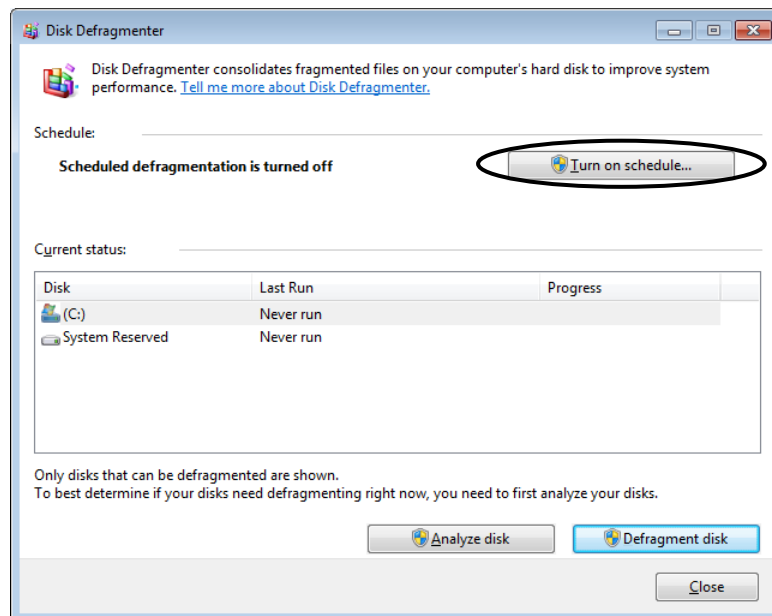 Disk Defragmenter
Disk Defragmenter consolidates fragmented files on your computer's hard disk to improve system
performance. Tell me more about Disk Defragmenter.
Schedule:
Scheduled defragmentation is turned off
Turn on schedule...
Current status:
Disk Last Run Progress
(C:) Never run
System Reserved Never run
Only disks that can be defragmented are shown.
To best determine if your disks need defragmenting right now, you need to first analyze your disks.
Analyze disk Defragment disk
Close